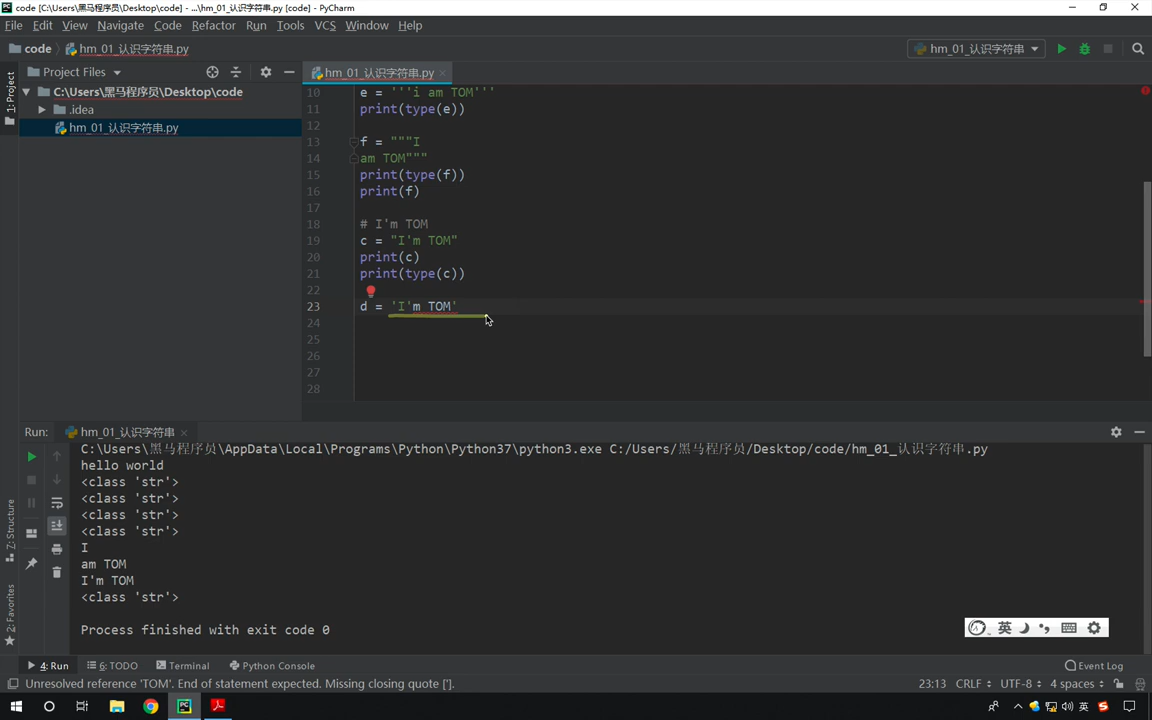 code [C:\Users\黑马程序员\Desktop\code] - ...\hm_01_认识字符串.py [code] - PyCharm
File Edit View Navigate Code Refactor Run Tools VCS Window Help
code hm_01_认识字符串.py hm_01_认识字符串
Project Files hm_01_认识字符串.py
1: Project
C:\Users\黑马程序员\Desktop\code
.idea
hm_01_认识字符串.py
10 e = '''i am TOM'''
11 print(type(e))
12
13 f = """I
14 am TOM"""
15 print(type(f))
16 print(f)
17
18 # I'm TOM
19 c = "I'm TOM"
20 print(c)
21 print(type(c))
22
23 d = 'I'm TOM'
24
25
26
27
28
Run: hm_01_认识字符串
C:\Users\黑马程序员\AppData\Local\Programs\Python\Python37\python3.exe C:/Users/黑马程序员/Desktop/code/hm_01_认识字符串.py
hello world
<class 'str'>
<class 'str'>
<class 'str'>
<class 'str'>
I
am TOM
I'm TOM
<class 'str'>
Process finished with exit code 0
Z: Structure
2: Favorites
英
4: Run 6: TODO Terminal Python Console Event Log
Unresolved reference 'TOM'. End of statement expected. Missing closing quote ['].
23:13 CRLF UTF-8 4 spaces
英